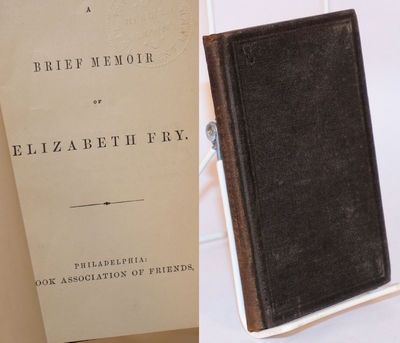 A
BRIEF MEMOIR
OF
ELIZABETH FRY.
PHILADELPHIA:
OOK ASSOCIATION OF FRIENDS,